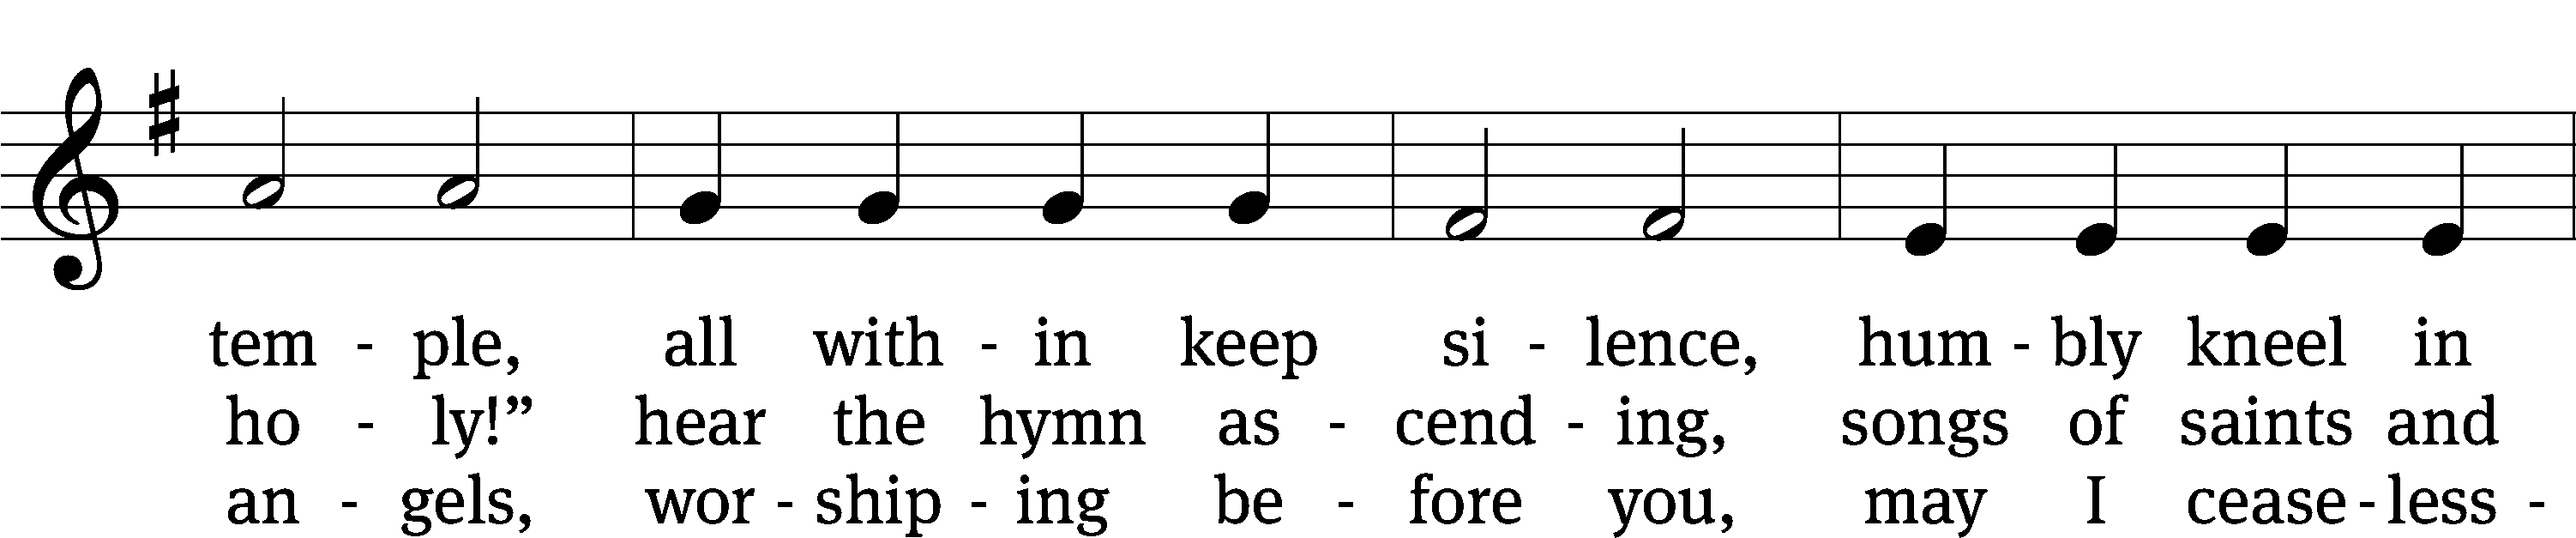 tem - ple, all with - in keep si - lence, hum - bly kneel in
ho - ly!” hear the hymn as - cend - ing, songs of saints and
an - gels, wor - ship - ing be - fore you, may I cease - less -